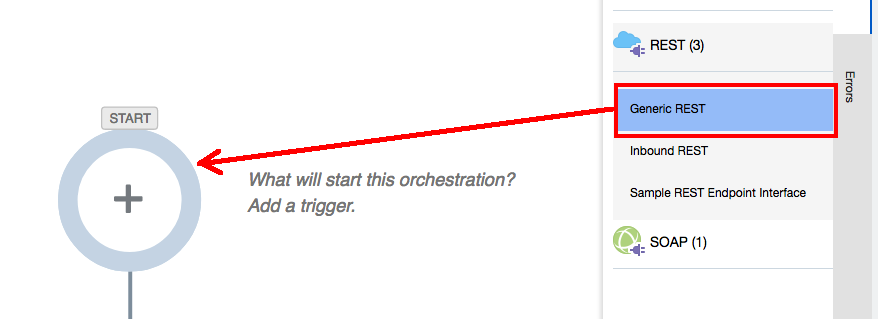 START
What will start this orchestration?
Add a trigger.
REST (3)
Generic REST
Inbound REST
Sample REST Endpoint Interface
SOAP (1)
Errors